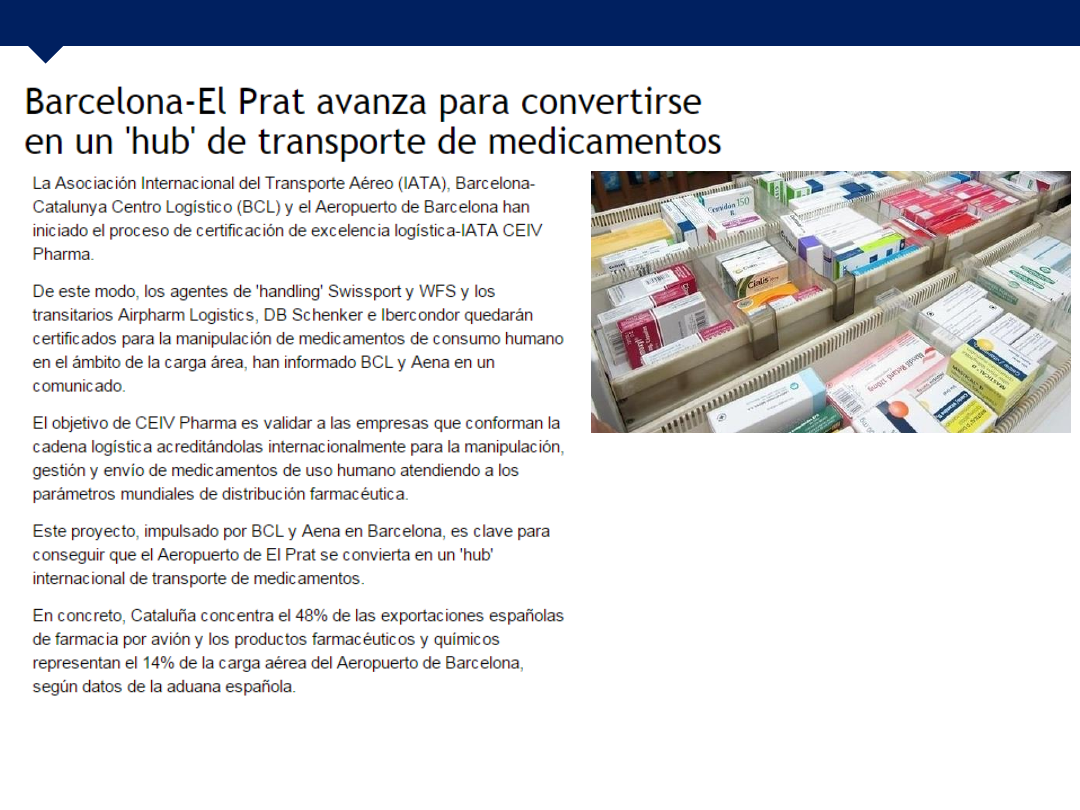 Barcelona-El Prat avanza para convertirse
en un 'hub' de transporte de medicamentos
La Asociación Internacional del Transporte Aéreo (IATA), Barcelona-
Catalunya Centro Logístico (BCL) y el Aeropuerto de Barcelona han
iniciado el proceso de certificación de excelencia logística-IATA CEIV
Pharma.
De este modo, los agentes de 'handling' Swissport y WFS y los
transitarios Airpharm Logistics, DB Schenker e Ibercondor quedarán
certificados para la manipulación de medicamentos de consumo humano
en el ámbito de la carga área, han informado BCL y Aena en un
comunicado.
El objetivo de CEIV Pharma es validar a las empresas que conforman la
cadena logística acreditándolas internacionalmente para la manipulación,
gestión y envío de medicamentos de uso humano atendiendo a los
parámetros mundiales de distribución farmacéutica.
Este proyecto, impulsado por BCL y Aena en Barcelona, es clave para
conseguir que el Aeropuerto de El Prat se convierta en un 'hub'
internacional de transporte de medicamentos.
En concreto, Cataluña concentra el 48% de las exportaciones españolas
de farmacia por avión y los productos farmacéuticos y químicos
representan el 14% de la carga aérea del Aeropuerto de Barcelona,
según datos de la aduana española.
150
Cialis
Cialis
Retard
MASTICAL-D